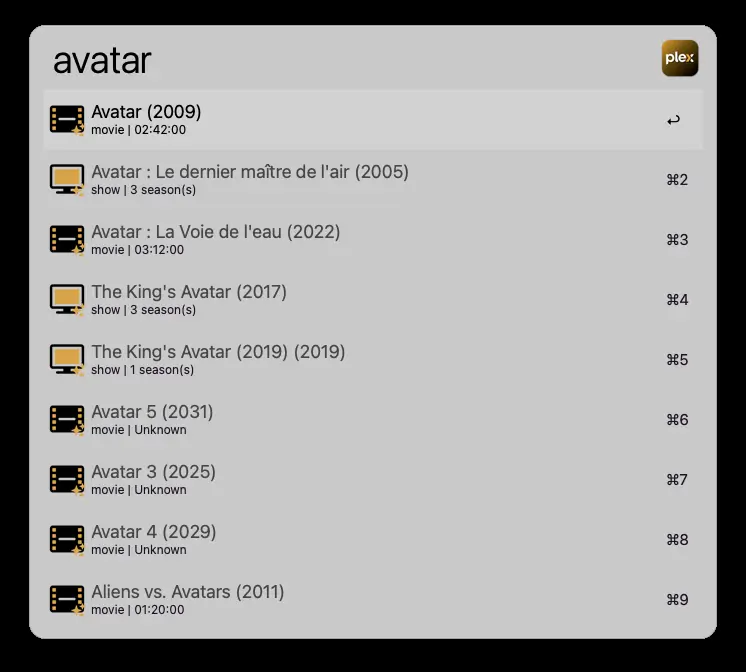 avatar
plex
Avatar (2009)
movie | 02:42:00
↩
Avatar : Le dernier maître de l'air (2005)
show | 3 season(s)
⌘2
Avatar : La Voie de l'eau (2022)
movie | 03:12:00
⌘3
The King's Avatar (2017)
show | 3 season(s)
⌘4
The King's Avatar (2019) (2019)
show | 1 season(s)
⌘5
Avatar 5 (2031)
movie | Unknown
⌘6
Avatar 3 (2025)
movie | Unknown
⌘7
Avatar 4 (2029)
movie | Unknown
⌘8
Aliens vs. Avatars (2011)
movie | 01:20:00
⌘9